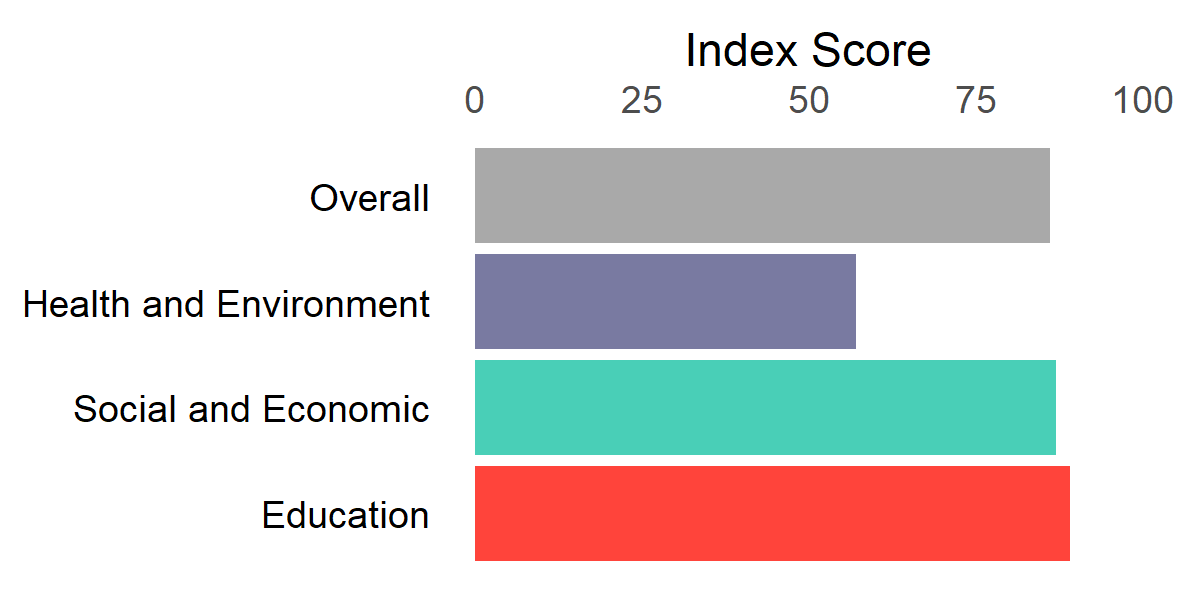 Index Score
0 25 50 75 100
Overall
Health and Environment
Social and Economic
Education